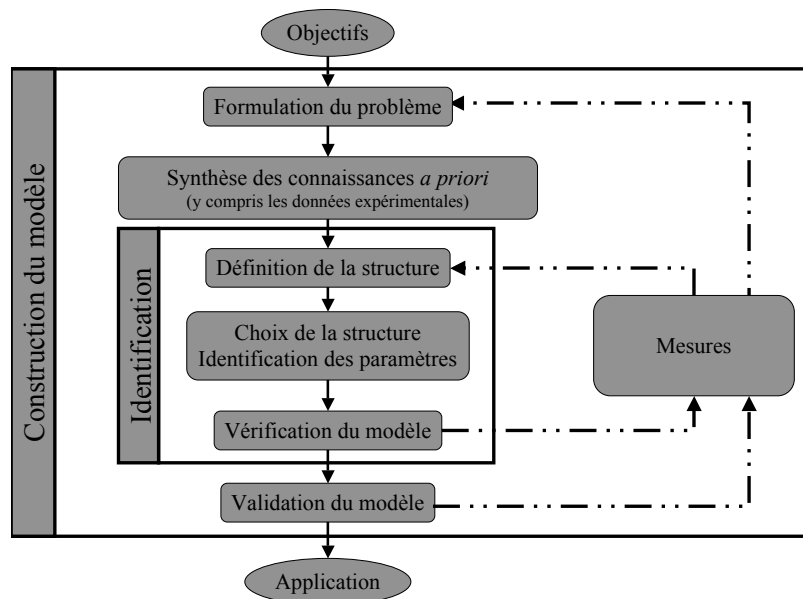 Objectifs
Construction du modèle
Formulation du problème
Synthèse des connaissances a priori
(y compris les données expérimentales)
Identification
Définition de la structure
Choix de la structure
Identification des paramètres
Mesures
Vérification du modèle
Validation du modèle
Application